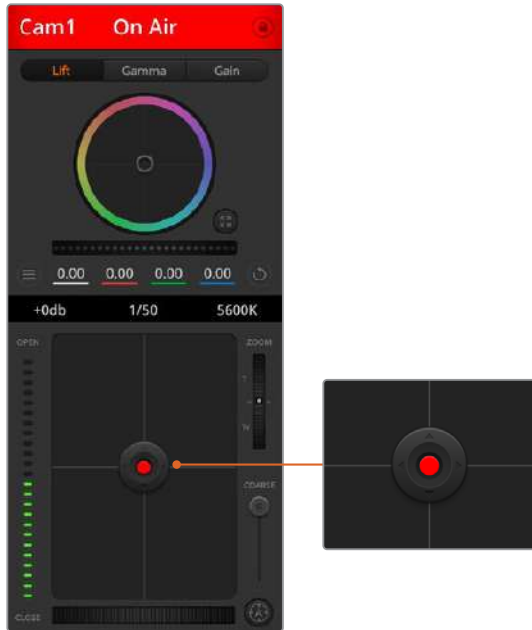 Cam1 On Air
Lift Gamma Gain
0.00 0.00 0.00 0.00
+0db 1/50 5600K
OPEN ZOOM
T
W
COARSE
CLOSE